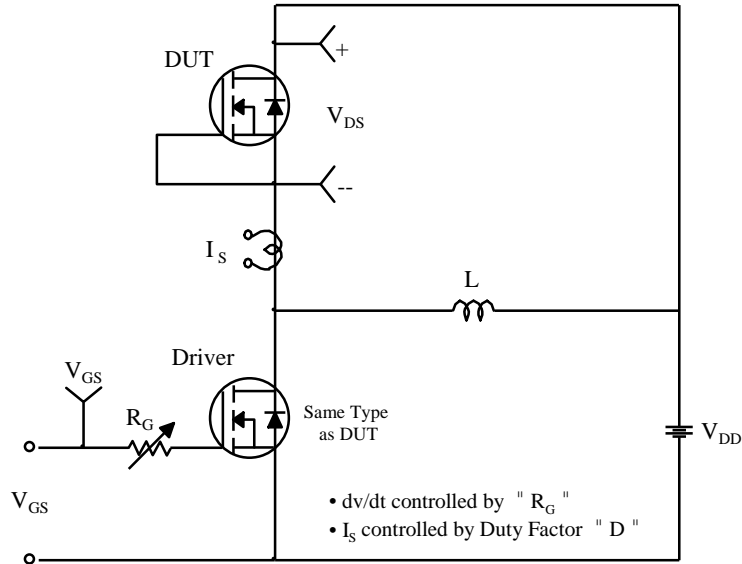 DUT
+
V_DS
--
I_S
L
Driver
V_GS
R_G
Same Type
as DUT
V_DD
V_GS
• dv/dt controlled by " R_G "
• I_S controlled by Duty Factor " D "